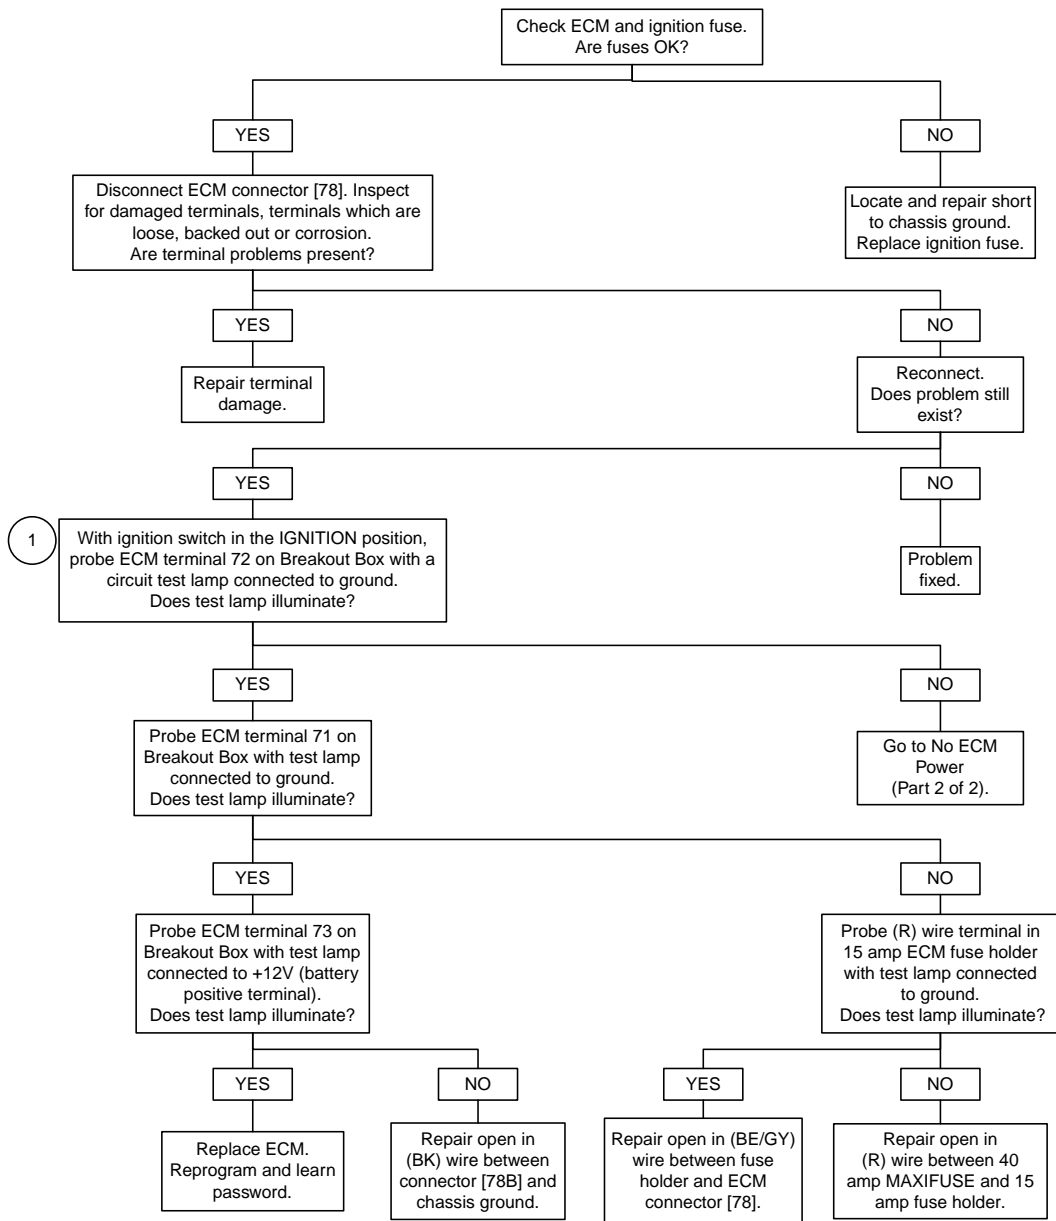 Check ECM and ignition fuse.
Are fuses OK?
YES
NO
Disconnect ECM connector [78]. Inspect
for damaged terminals, terminals which are
loose, backed out or corrosion.
Are terminal problems present?
Locate and repair short
to chassis ground.
Replace ignition fuse.
YES
NO
Repair terminal
damage.
Reconnect.
Does problem still
exist?
YES
NO
1
With ignition switch in the IGNITION position,
probe ECM terminal 72 on Breakout Box with a
circuit test lamp connected to ground.
Does test lamp illuminate?
Problem
fixed.
YES
NO
Probe ECM terminal 71 on
Breakout Box with test lamp
connected to ground.
Does test lamp illuminate?
Go to No ECM
Power
(Part 2 of 2).
YES
NO
Probe ECM terminal 73 on
Breakout Box with test lamp
connected to +12V (battery
positive terminal).
Does test lamp illuminate?
Probe (R) wire terminal in
15 amp ECM fuse holder
with test lamp connected
to ground.
Does test lamp illuminate?
YES
NO
YES
NO
Replace ECM.
Reprogram and learn
password.
Repair open in
(BK) wire between
connector [78B] and
chassis ground.
Repair open in (BE/GY)
wire between fuse
holder and ECM
connector [78].
Repair open in
(R) wire between 40
amp MAXIFUSE and 15
amp fuse holder.